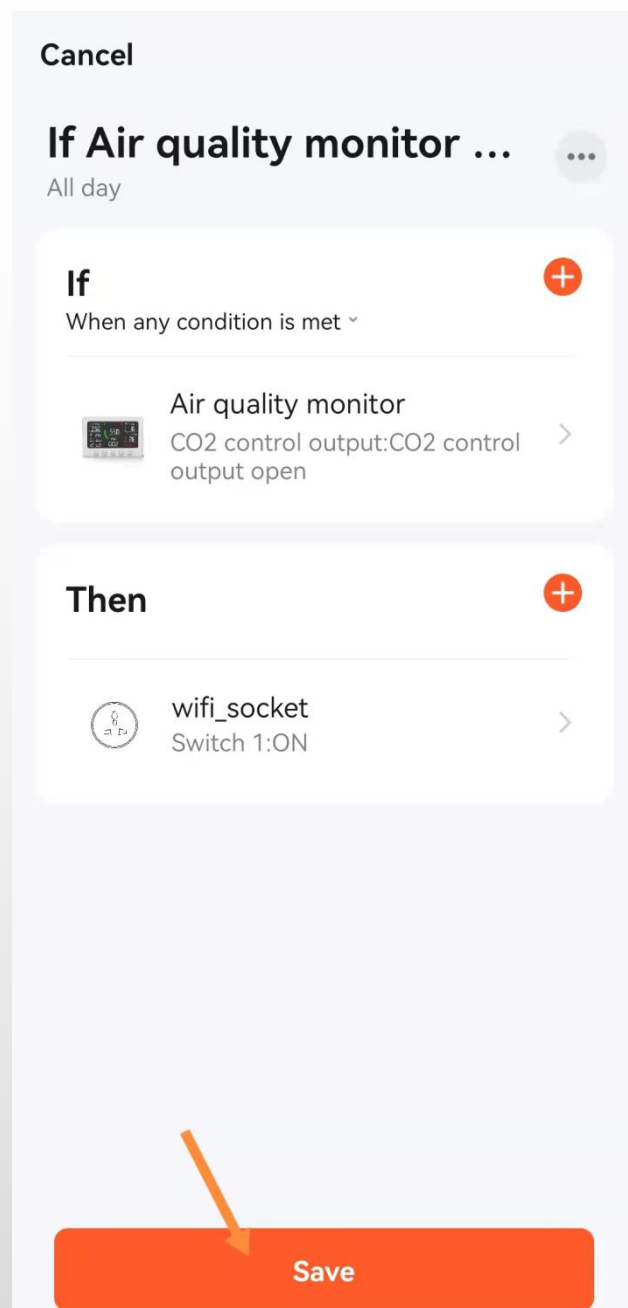 Cancel
If Air quality monitor ...
All day
If
When any condition is met
Air quality monitor
CO2 control output:CO2 control
output open
Then
wifi_socket
Switch 1:ON
Save